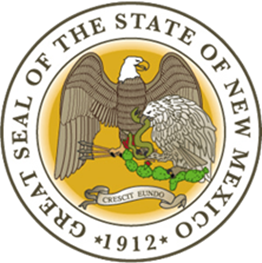 GREAT SEAL OF THE STATE OF NEW MEXICO
CRESCIT EUNDO
★1912★